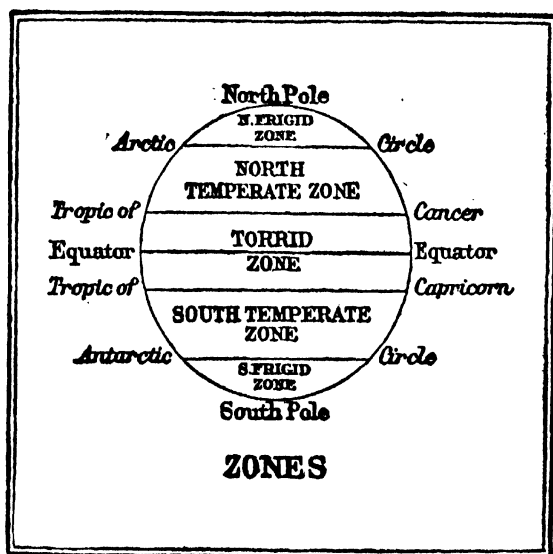 North Pole
N. FRIGID
ZONE
Arctic Circle
NORTH
TEMPERATE ZONE
Tropic of Cancer
TORRID
Equator Equator
ZONE
Tropic of Capricorn
SOUTH TEMPERATE
ZONE
Antarctic Circle
S. FRIGID
ZONE
South Pole
ZONES